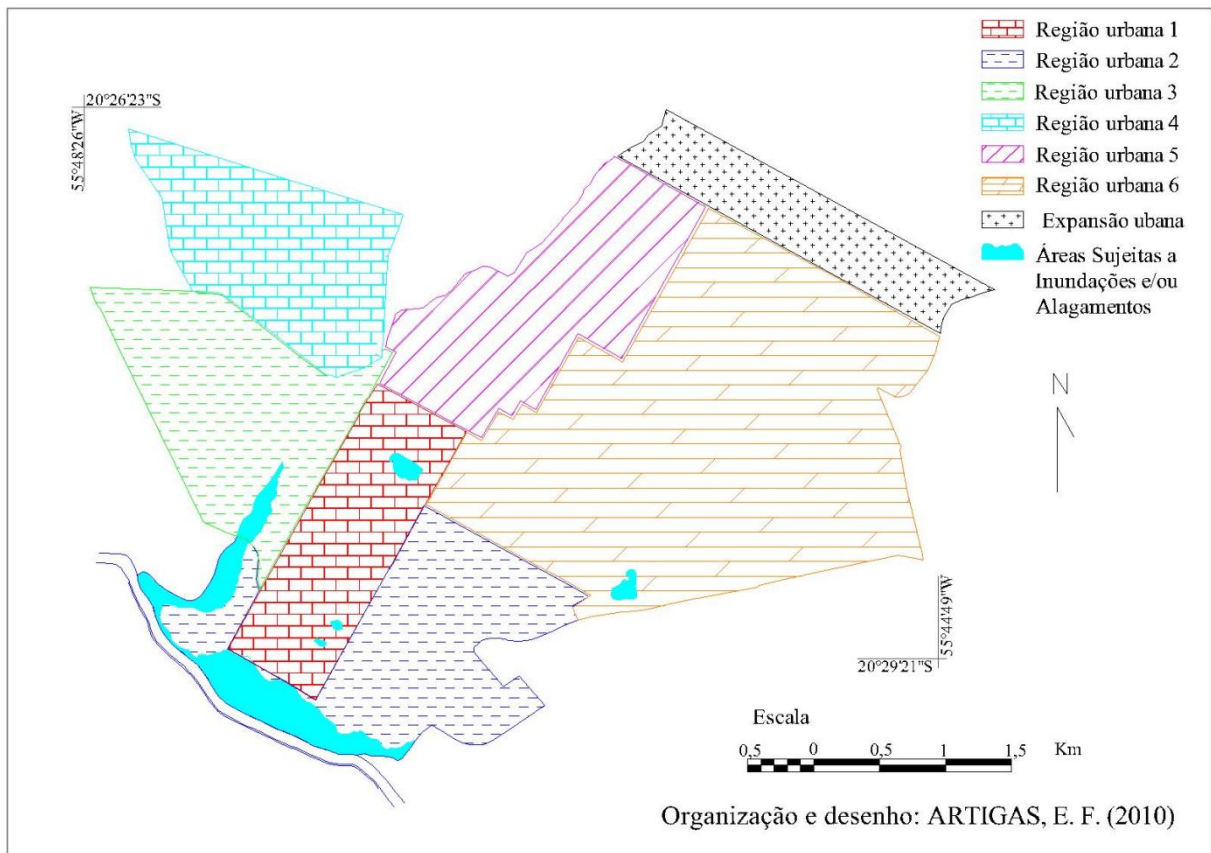 Região urbana 1
Região urbana 2
Região urbana 3
Região urbana 4
Região urbana 5
Região urbana 6
Expansão ubana
Áreas Sujeitas a
Inundações e/ou
Alagamentos
20°26'23"S
55°48'26"W
N
55°44'49"W
20°29'21"S
Escala
0,5 0 0,5 1 1,5 Km
Organização e desenho: ARTIGAS, E. F. (2010)